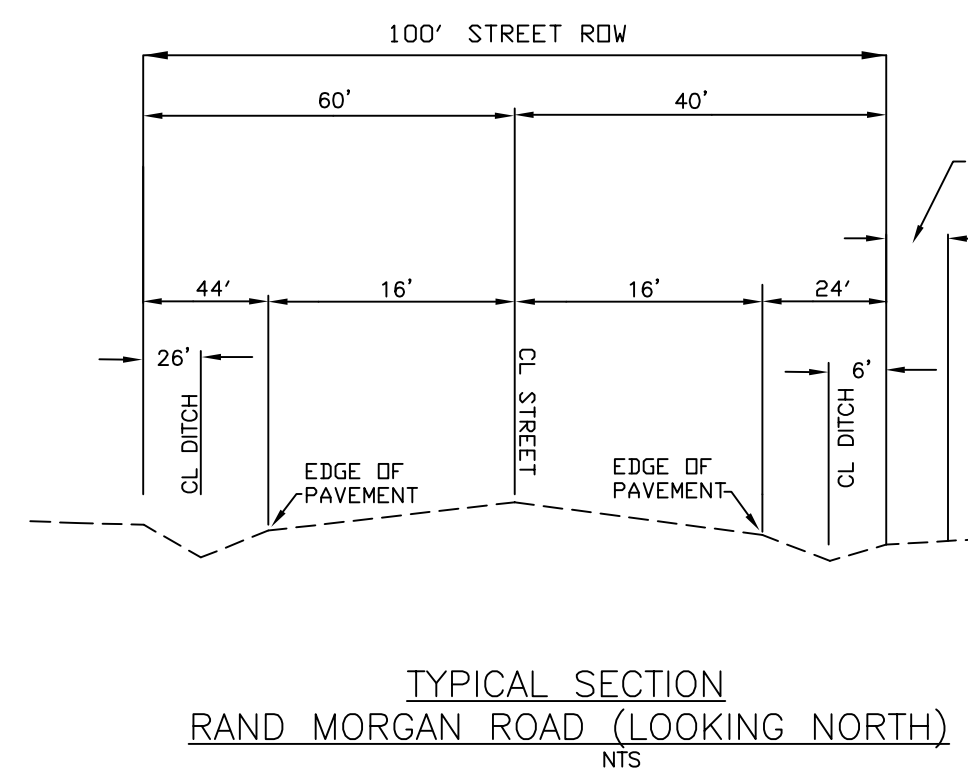 100' STREET ROW
60'
40'
44'
16'
16'
24'
26'
CL DITCH
CL STREET
6'
CL DITCH
EDGE OF
PAVEMENT
EDGE OF
PAVEMENT
TYPICAL SECTION
RAND MORGAN ROAD (LOOKING NORTH)
NTS